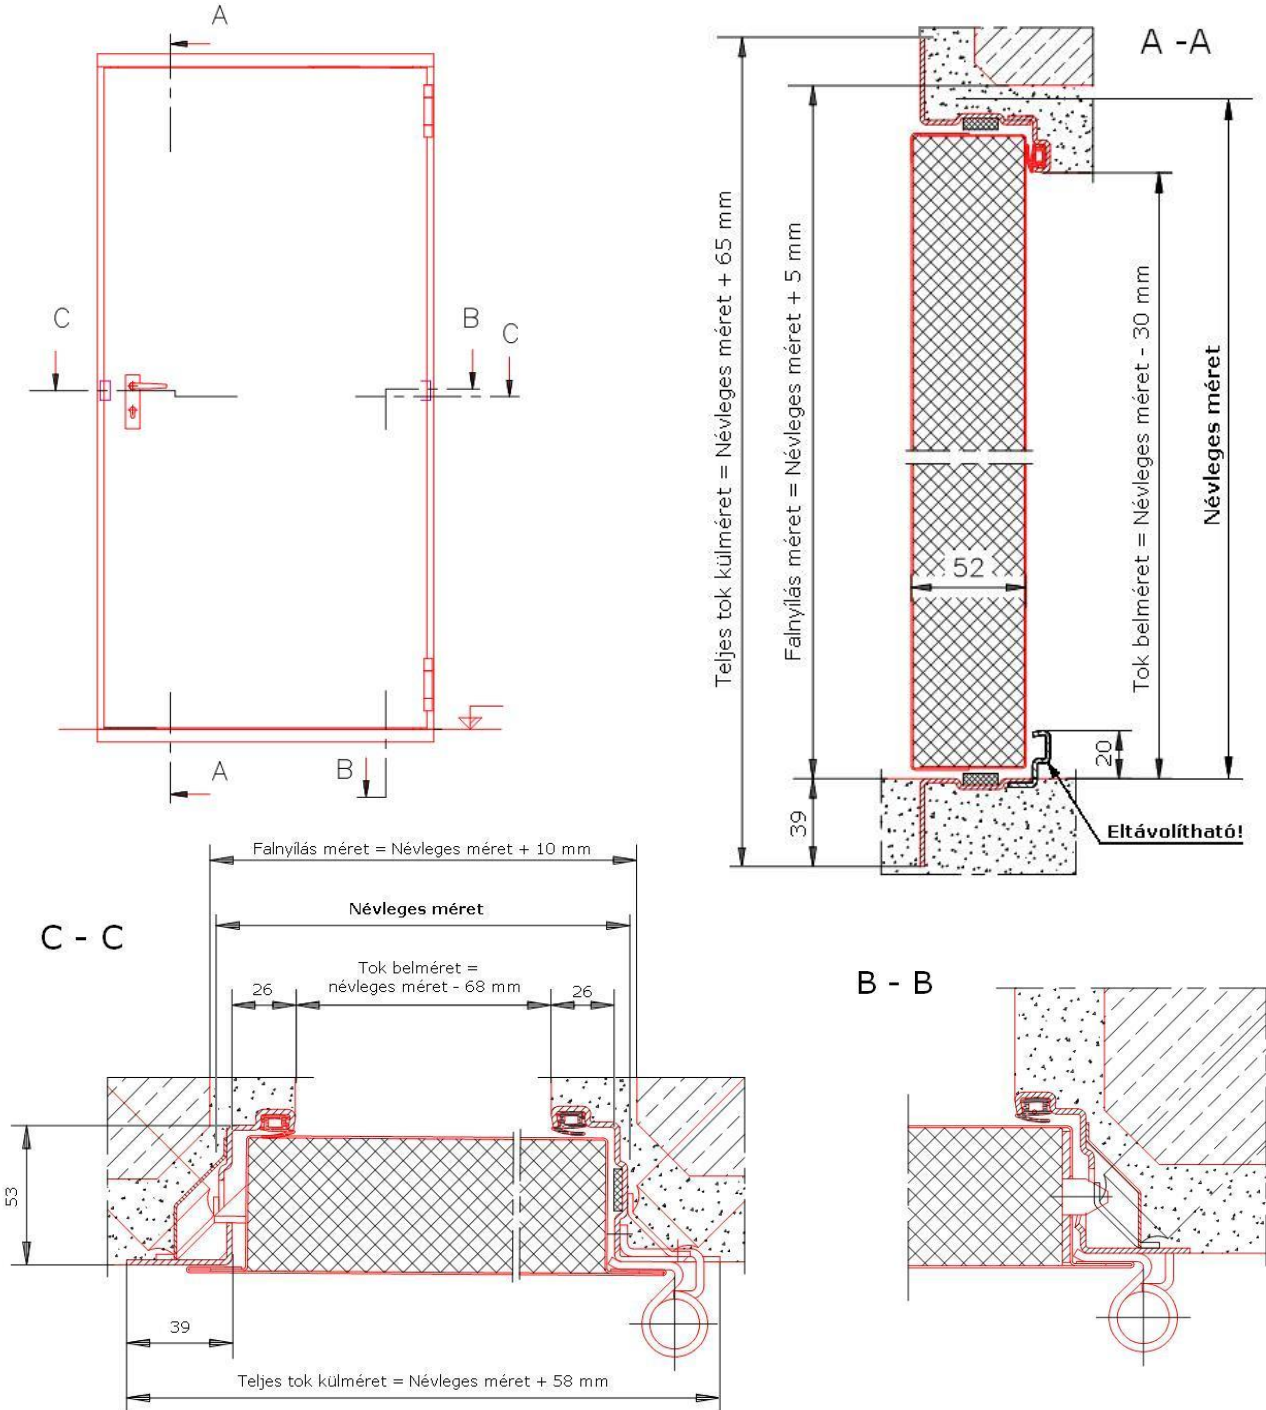 A
C
B
C
A
B
A -A
Teljes tok külméret = Névleges méret + 65 mm
Falnyílás méret = Névleges méret + 5 mm
Tok belméret = Névleges méret - 30 mm
Névleges méret
52
20
39
Eltávolítható!
C - C
Falnyílás méret = Névleges méret + 10 mm
Névleges méret
Tok belméret =
névleges méret - 68 mm
26
26
53
39
Teljes tok külméret = Névleges méret + 58 mm
B - B